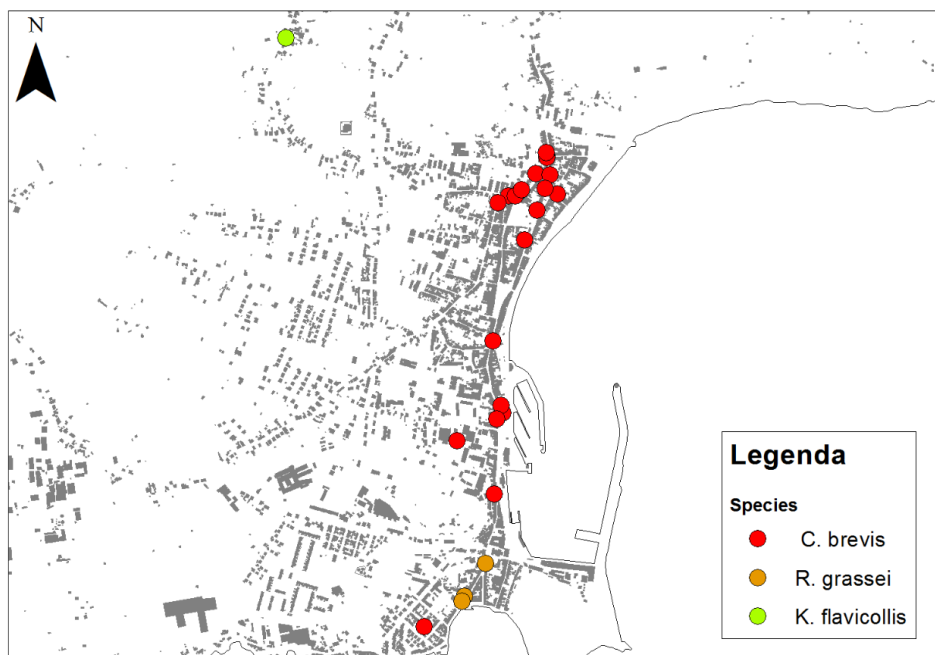 N
Legenda
Species
C. brevis
R. grassei
K. flavicollis